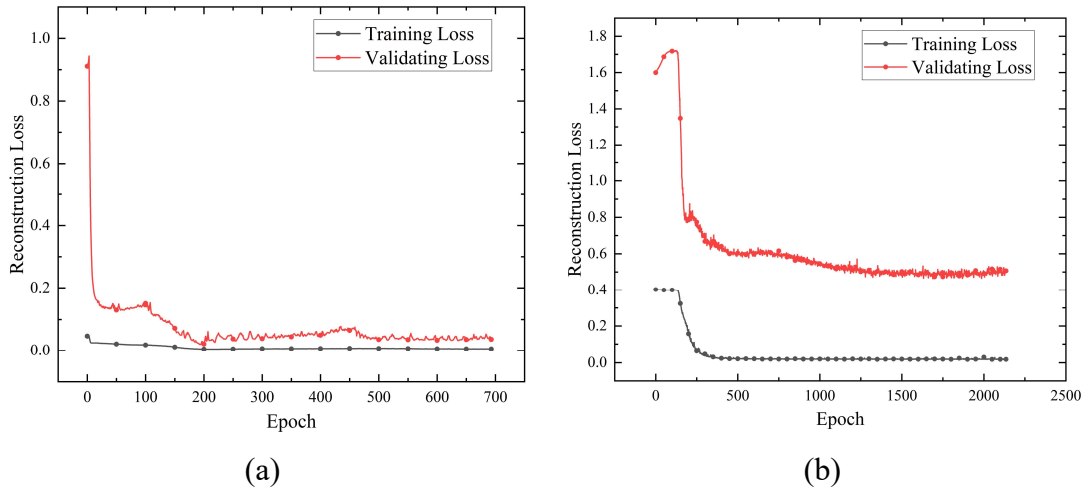 Training Loss
Validating Loss
Reconstruction Loss
1.0
0.8
0.6
0.4
0.2
0.0
0 100 200 300 400 500 600 700
Epoch
(a)
Training Loss
Validating Loss
Reconstruction Loss
1.8
1.6
1.4
1.2
1.0
0.8
0.6
0.4
0.2
0.0
0 500 1000 1500 2000 2500
Epoch
(b)